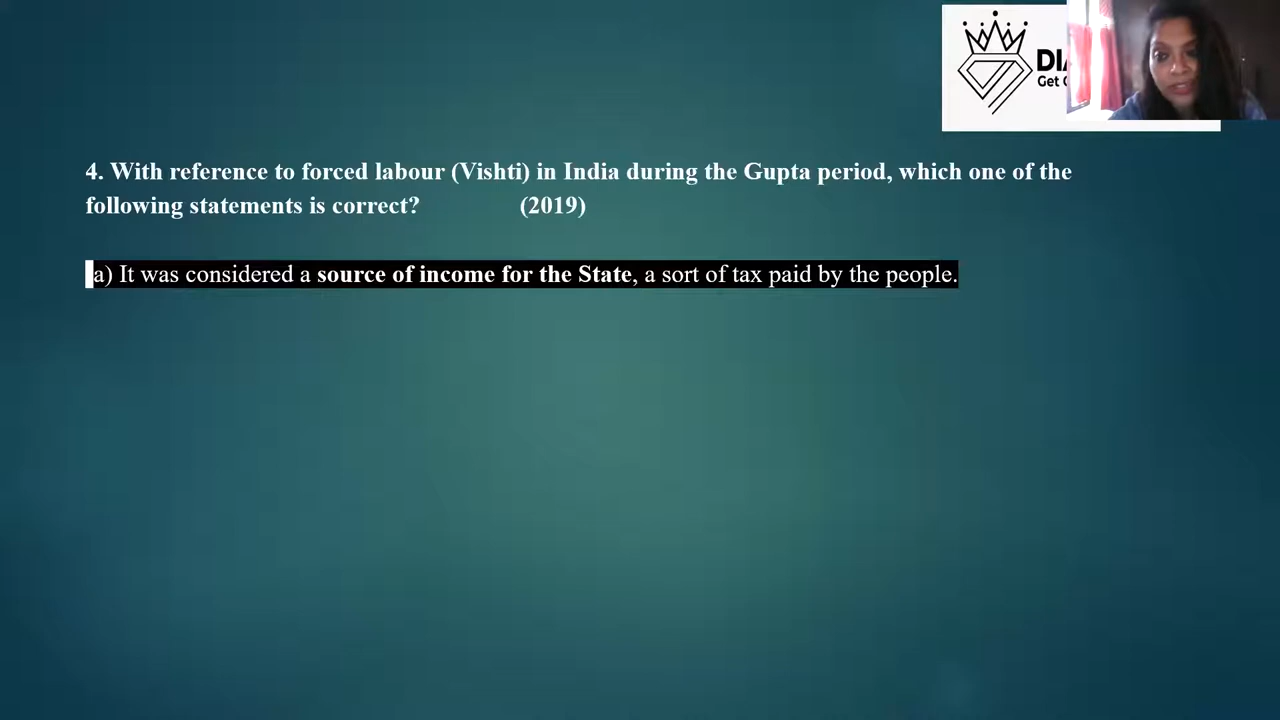 DIA
Get
4. With reference to forced labour (Vishti) in India during the Gupta period, which one of the
following statements is correct? (2019)
a) It was considered a source of income for the State, a sort of tax paid by the people.